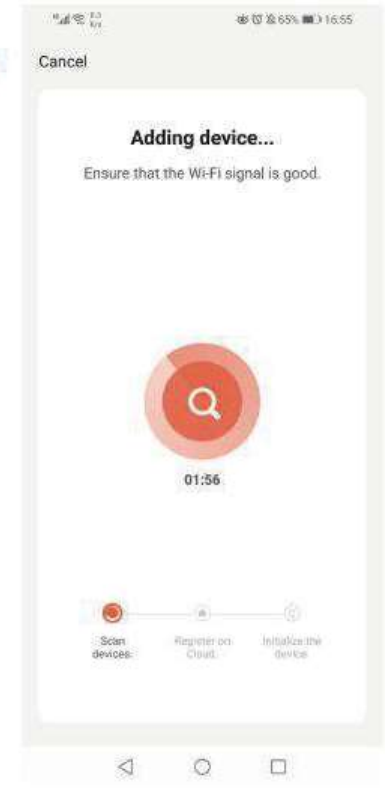 65% 16:55
Cancel
Adding device...
Ensure that the Wi-Fi signal is good.
01:56
Scan
devices.
Register on
Cloud.
Initialize the
device